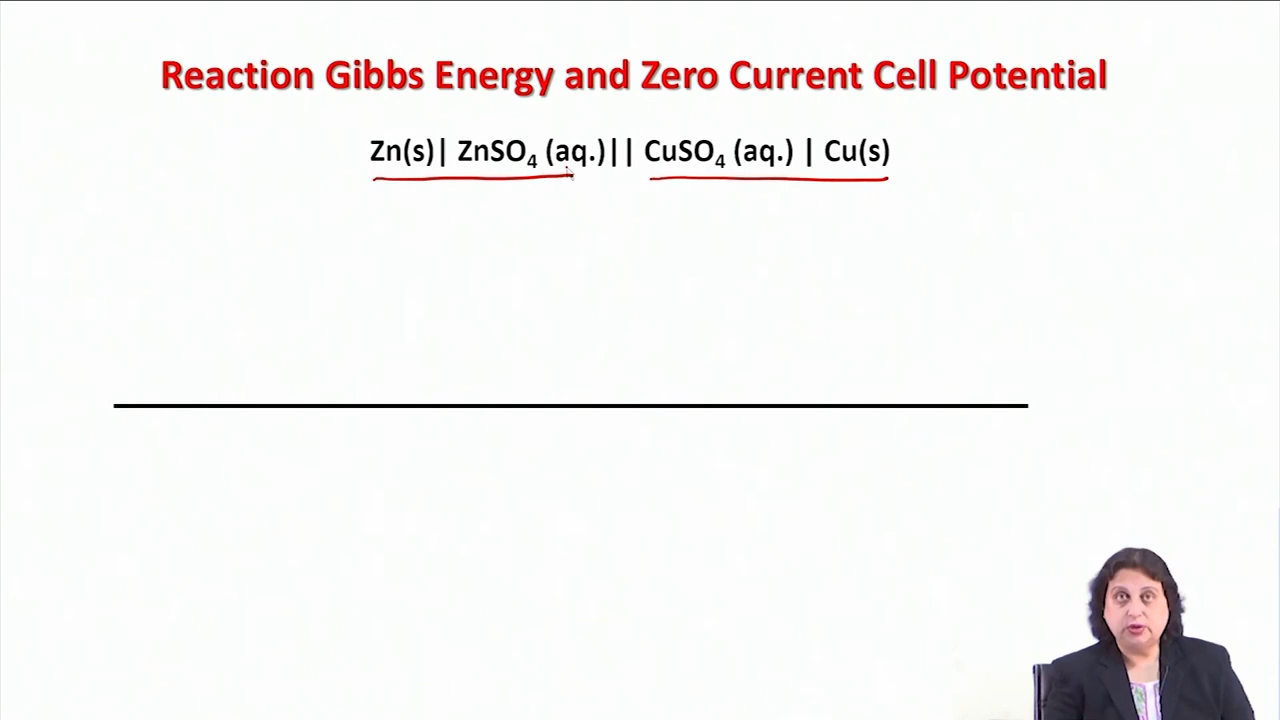 Reaction Gibbs Energy and Zero Current Cell Potential
Zn(s)| ZnSO₄ (aq.)|| CuSO₄ (aq.) | Cu(s)